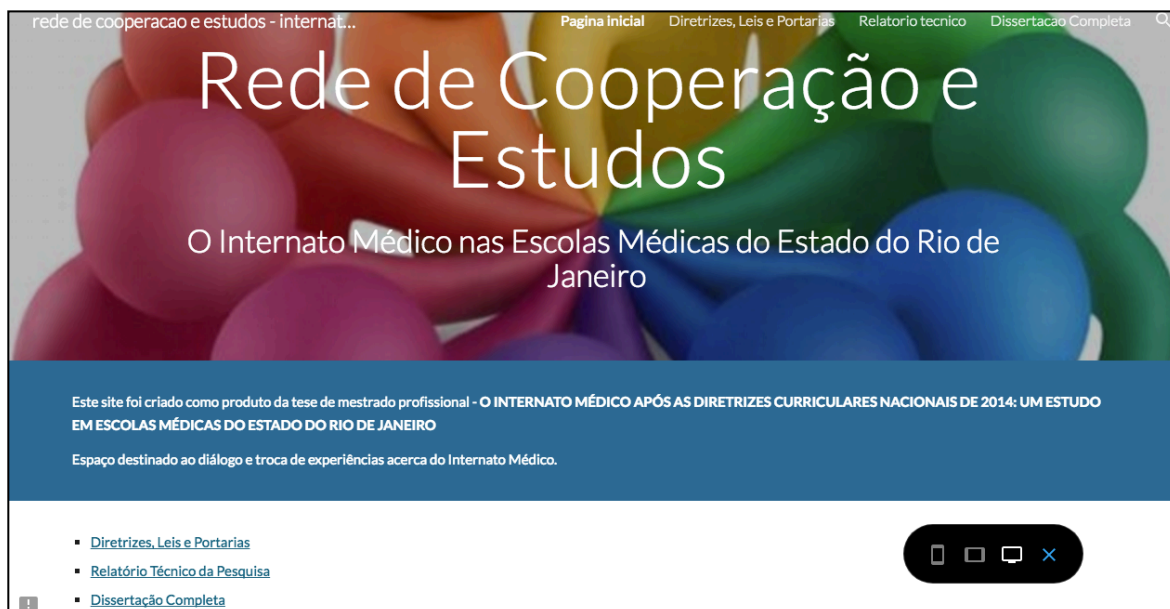 rede de cooperacao e estudos - internat...
Pagina inicial Diretrizes, Leis e Portarias Relatorio tecnico Dissertacao Completa
Rede de Cooperação e
Estudos
O Internato Médico nas Escolas Médicas do Estado do Rio de
Janeiro
Este site foi criado como produto da tese de mestrado profissional - O INTERNATO MÉDICO APÓS AS DIRETRIZES CURRICULARES NACIONAIS DE 2014: UM ESTUDO
EM ESCOLAS MÉDICAS DO ESTADO DO RIO DE JANEIRO
Espaço destinado ao diálogo e troca de experiências acerca do Internato Médico.
Diretrizes, Leis e Portarias
Relatório Técnico da Pesquisa
Dissertação Completa